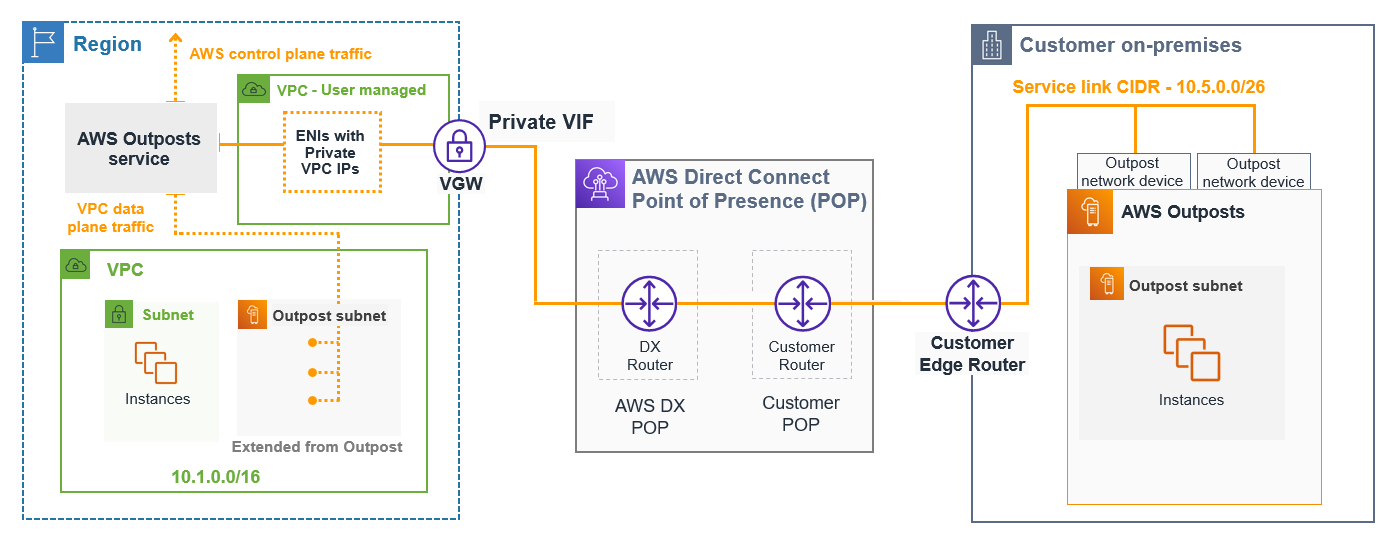 Region
AWS control plane traffic
VPC - User managed
AWS Outposts
service
ENIs with
Private
VPC IPs
VGW
VPC data
plane traffic
VPC
Subnet
Instances
Outpost subnet
Extended from Outpost
10.1.0.0/16
Private VIF
AWS Direct Connect
Point of Presence (POP)
DX
Router
AWS DX
POP
Customer
Router
Customer
POP
Customer
Edge Router
Customer on-premises
Service link CIDR - 10.5.0.0/26
Outpost
network device
Outpost
network device
AWS Outposts
Outpost subnet
Instances